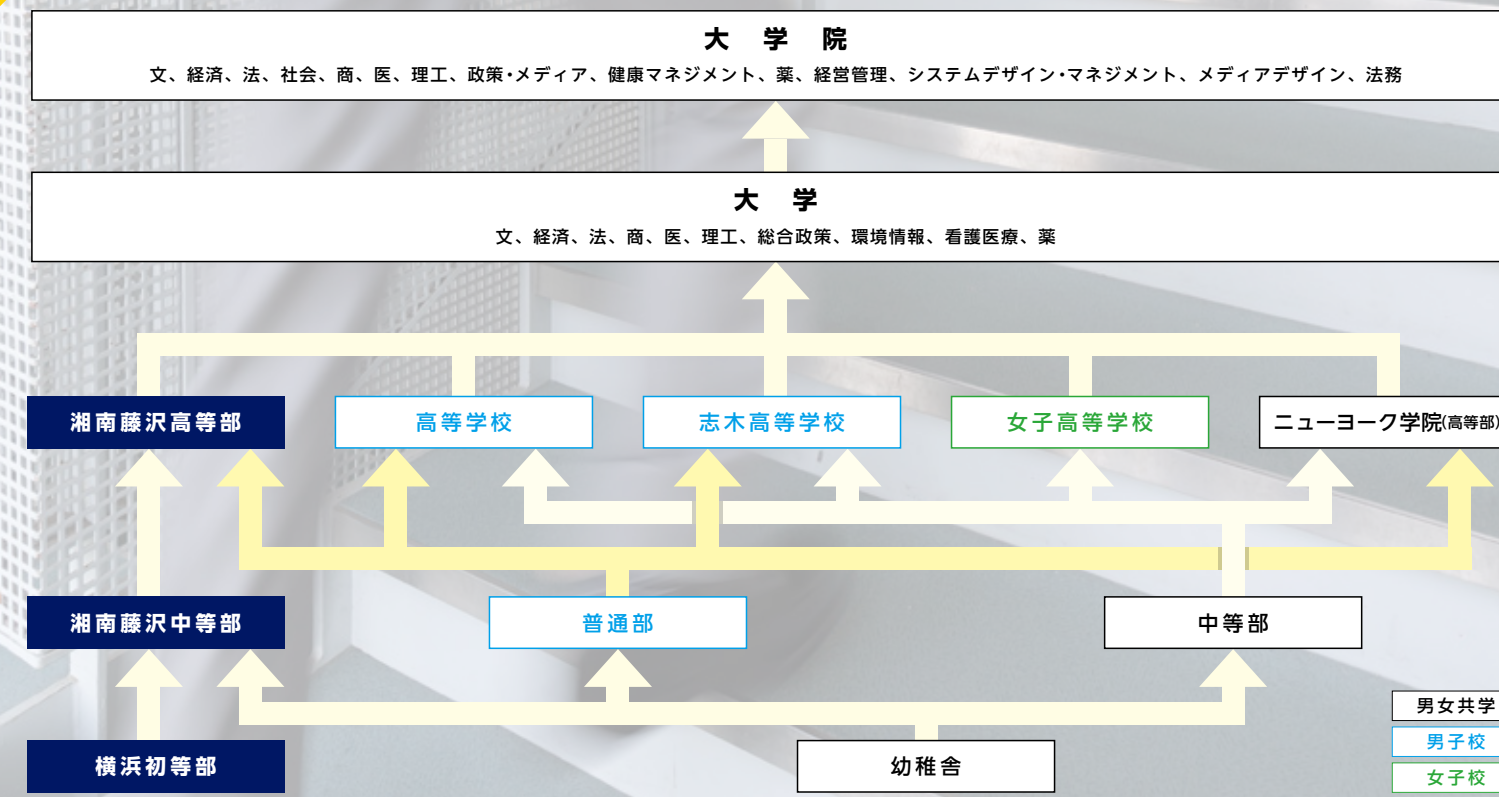 大学院
文、経済、法、社会、商、医、理工、政策・メディア、健康マネジメント、薬、経営管理、システムデザイン・マネジメント、メディアデザイン、法務
大学
文、経済、法、商、医、理工、総合政策、環境情報、看護医療、薬
湘南藤沢高等部
高等学校
志木高等学校
女子高等学校
ニューヨーク学院(高等部)
湘南藤沢中等部
普通部
中等部
男女共学
男子校
女子校
横浜初等部
幼稚舎